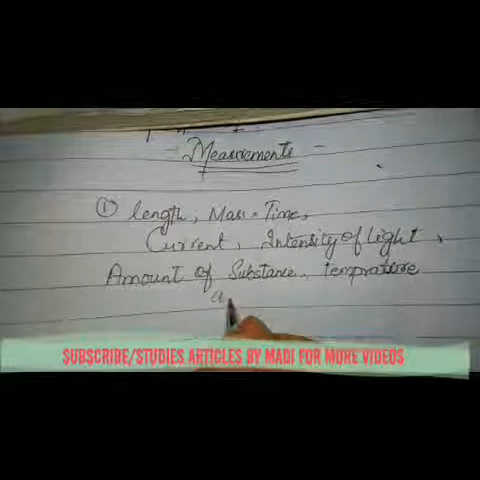 Measurements
① length, Mass, Time,
Current, Intensity of Light,
Amount of Substance, temprature
a
SUBSCRIBE/STUDIES ARTICLES BY MADI FOR MORE VIDEOS